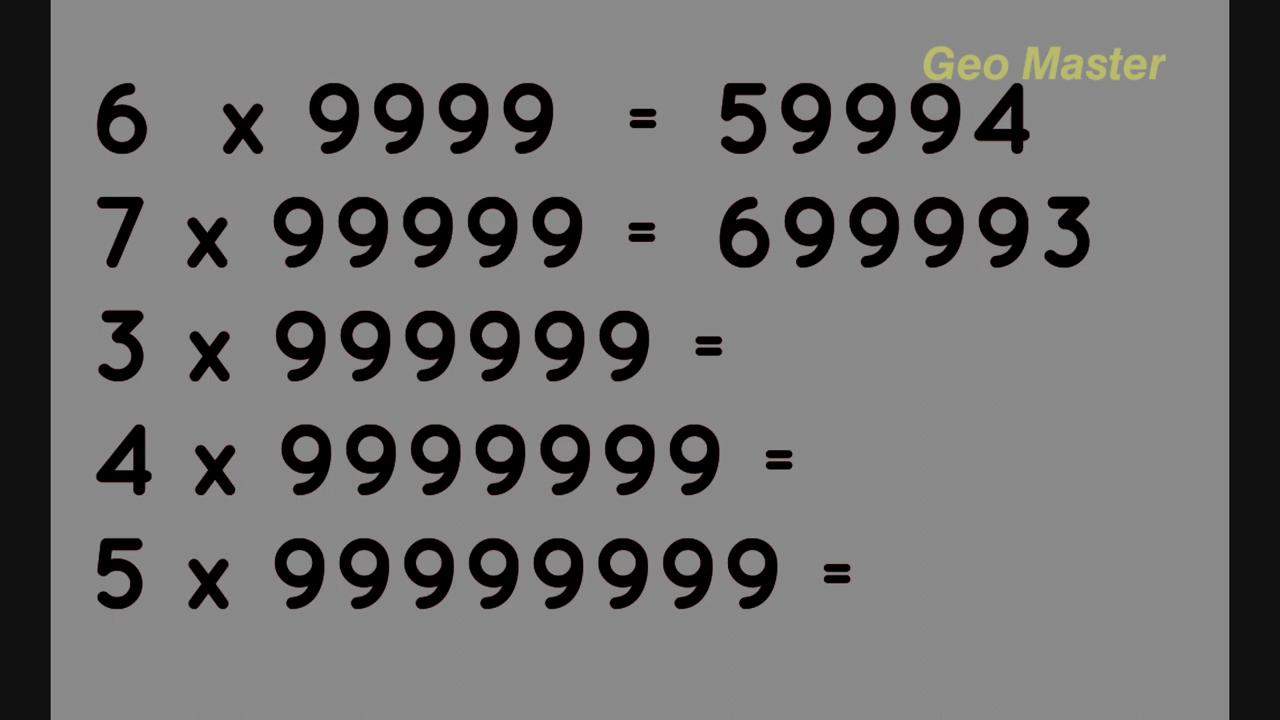 Geo Master
6 x 9999 = 59994
7 x 99999 = 699993
3 x 999999 =
4 x 9999999 =
5 x 99999999 =